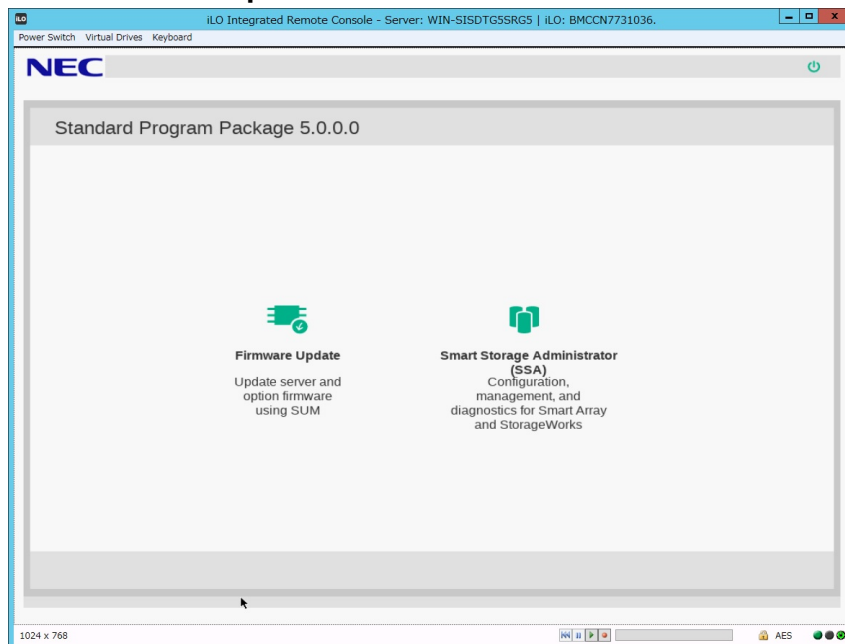 iLO
iLO Integrated Remote Console - Server: WIN-SISDTG5SRG5 | iLO: BMCCN7731036.
Power Switch Virtual Drives Keyboard
NEC
Standard Program Package 5.0.0.0
Firmware Update
Update server and
option firmware
using SUM
Smart Storage Administrator
(SSA)
Configuration,
management, and
diagnostics for Smart Array
and StorageWorks
1024 x 768
AES